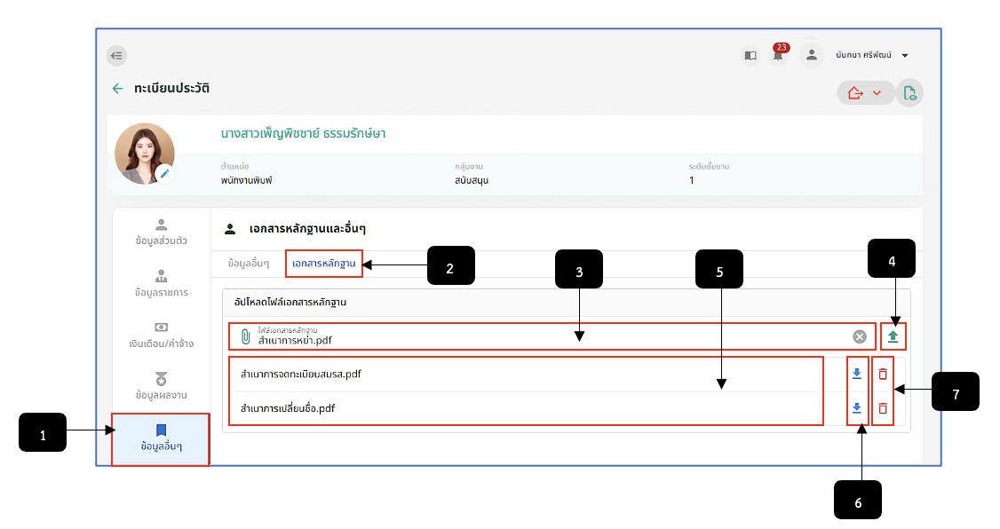 23
นันทนา ศรีพัฒน์
ทะเบียนประวัติ
นางสาวเพ็ญพิชชาย์ ธรรมรักษ์ษา
ตำแหน่ง กลุ่มงาน ระดับชั้นงาน
พนักงานพิมพ์ สนับสนุน 1
ข้อมูลส่วนตัว
เอกสารหลักฐานและอื่นๆ
ข้อมูลอื่นๆ เอกสารหลักฐาน
2
3
5
4
ข้อมูลราชการ
อัปโหลดไฟล์เอกสารหลักฐาน
ไฟล์เอกสารหลักฐาน
สำเนาการหย่า.pdf
เงินเดือน/ค่าจ้าง
สำเนาการจดทะเบียนสมรส.pdf
ข้อมูลผลงาน
7
สำเนาการเปลี่ยนชื่อ.pdf
1
ข้อมูลอื่นๆ
6